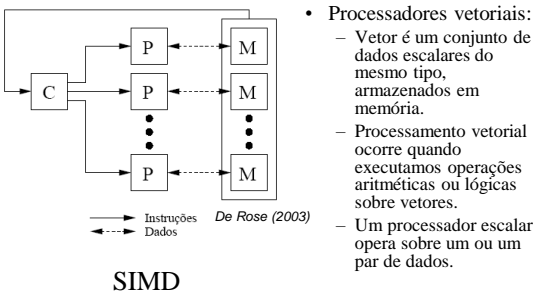 C
P
M
P
M
P
M
Instruções
Dados
De Rose (2003)
SIMD
• Processadores vetoriais:
– Vetor é um conjunto de
dados escalares do
mesmo tipo,
armazenados em
memória.
– Processamento vetorial
ocorre quando
executamos operações
aritméticas ou lógicas
sobre vetores.
– Um processador escalar
opera sobre um ou um
par de dados.